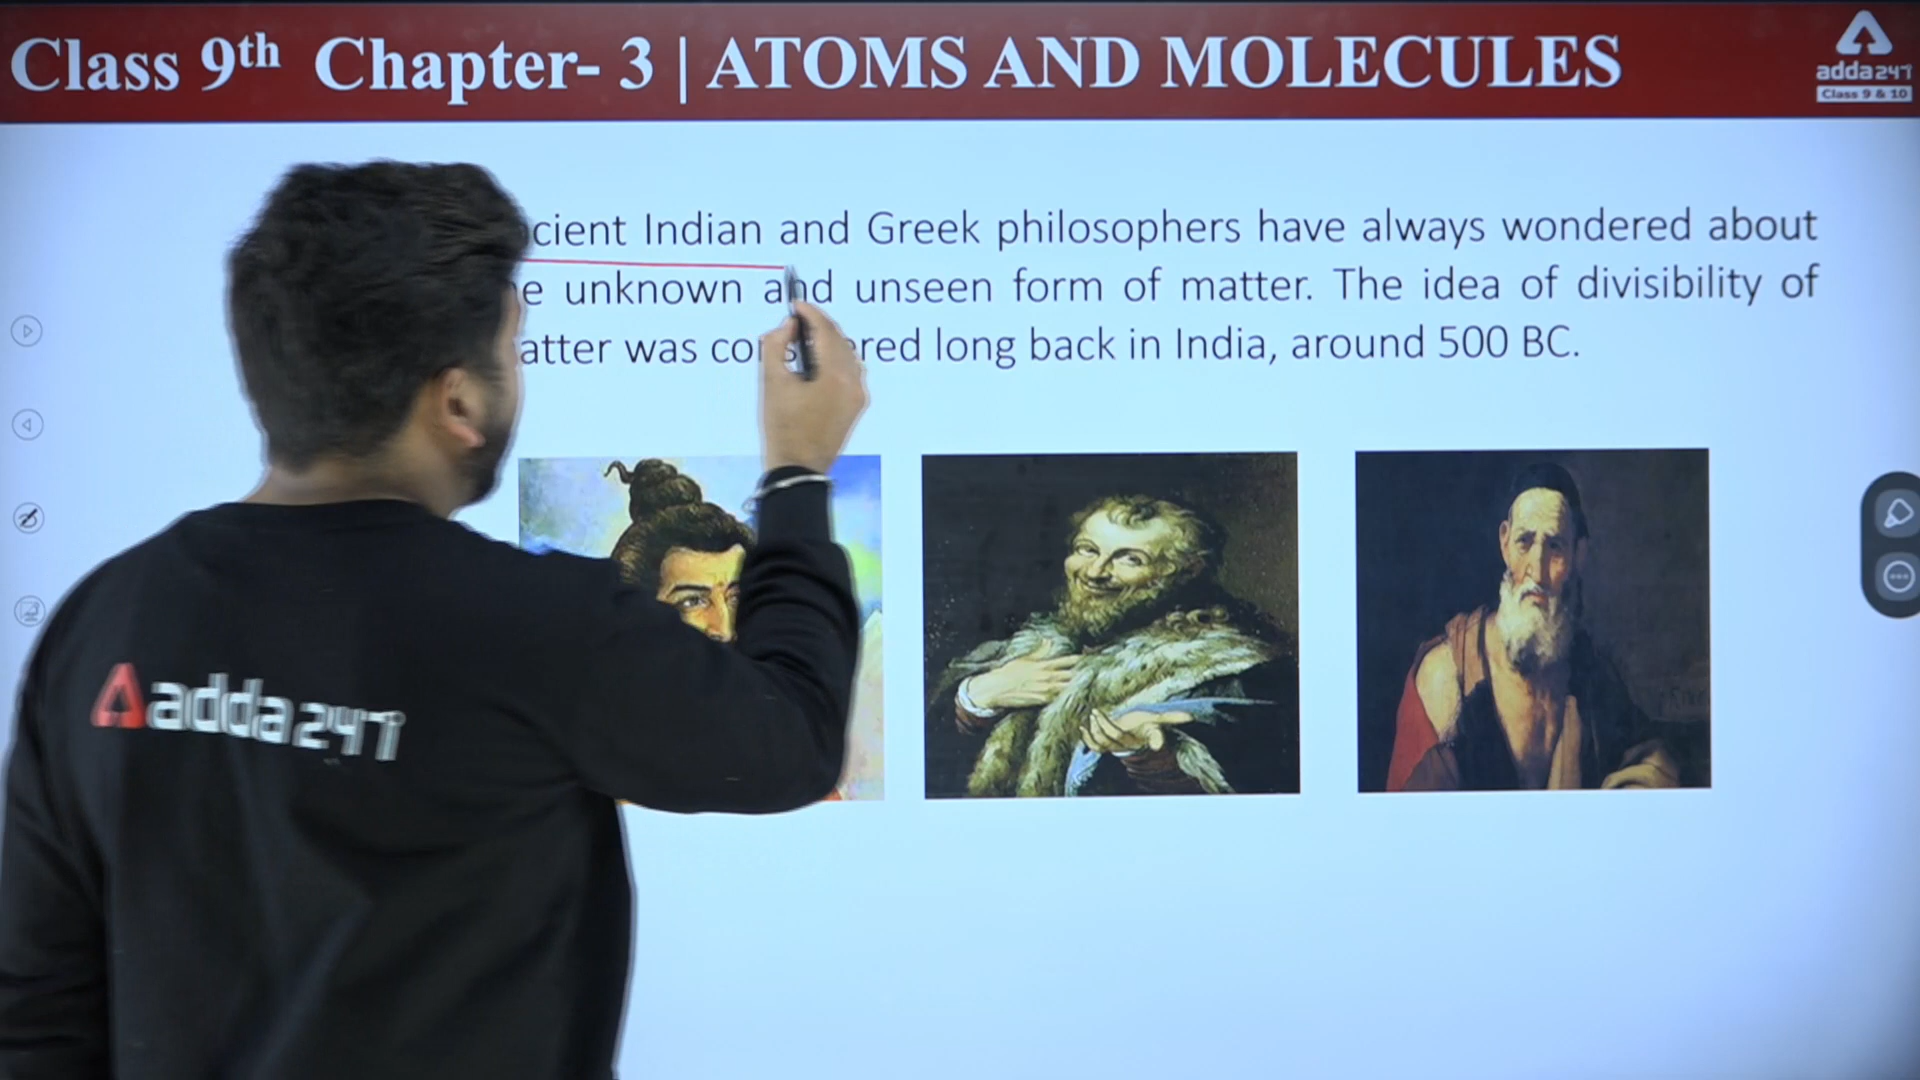 Class 9th Chapter- 3 | ATOMS AND MOLECULES
adda247
Class 9 & 10
cient Indian and Greek philosophers have always wondered about
e unknown and unseen form of matter. The idea of divisibility of
atter was co s red long back in India, around 500 BC.
adda247